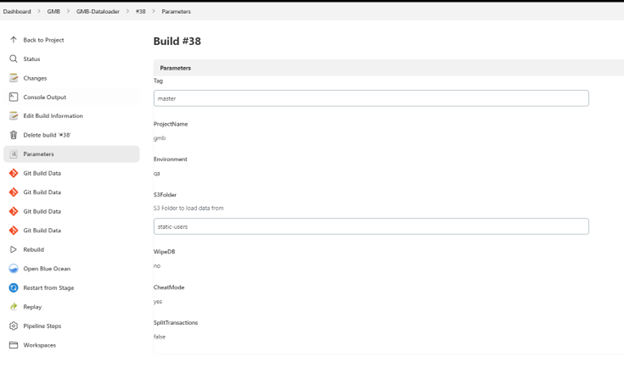 Dashboard > GMB > GMB-Dataloader > #38 > Parameters
Back to Project
Status
Changes
Console Output
Edit Build Information
Delete build '#38'
Parameters
Git Build Data
Git Build Data
Git Build Data
Git Build Data
Rebuild
Open Blue Ocean
Restart from Stage
Replay
Pipeline Steps
Workspaces
Build #38
Parameters
Tag
master
ProjectName
gmb
Environment
qa
S3Folder
S3 Folder to load data from
static-users
WipeDB
no
CheatMode
yes
SplitTransactions
false